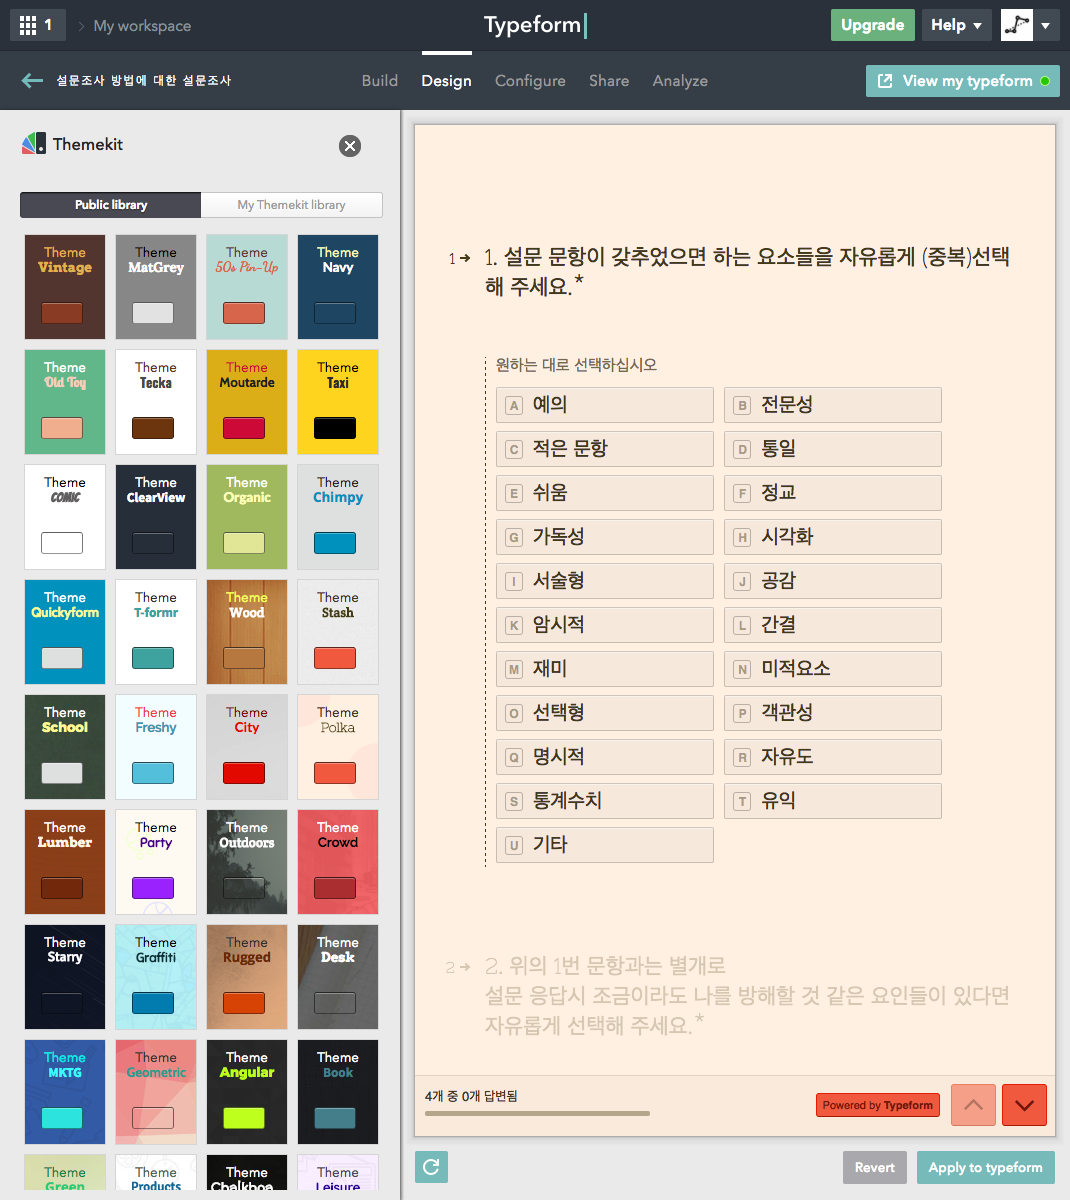 1
My workspace
Typeform
Upgrade
Help
설문조사 방법에 대한 설문조사
Build
Design
Configure
Share
Analyze
View my typeform
Themekit
Public library
My Themekit library
Theme
Vintage
Theme
MatGrey
Theme
50s Pin-Up
Theme
Navy
Theme
Old Toy
Theme
Tecka
Theme
Moutarde
Theme
Taxi
Theme
COMIC
Theme
ClearView
Theme
Organic
Theme
Chimpy
Theme
Quickyform
Theme
T-formr
Theme
Wood
Theme
Stash
Theme
School
Theme
Freshy
Theme
City
Theme
Polka
Theme
Lumber
Theme
Party
Theme
Outdoors
Theme
Crowd
Theme
Starry
Theme
Graffiti
Theme
Rugged
Theme
Desk
Theme
MKTG
Theme
Geometric
Theme
Angular
Theme
Book
Theme
Green
Theme
Products
Theme
Chalkboa
Theme
Leisure
1 → 1. 설문 문항이 갖추었으면 하는 요소들을 자유롭게 (중복)선택
해 주세요.*
원하는 대로 선택하십시오
A 예의
B 전문성
C 적은 문항
D 통일
E 쉬움
F 정교
G 가독성
H 시각화
I 서술형
J 공감
K 암시적
L 간결
M 재미
N 미적요소
O 선택형
P 객관성
Q 명시적
R 자유도
S 통계수치
T 유익
U 기타
2 → 2. 위의 1번 문항과는 별개로
설문 응답시 조금이라도 나를 방해할 것 같은 요인들이 있다면
자유롭게 선택해 주세요.*
4개 중 0개 답변됨
Powered by Typeform
Revert
Apply to typeform